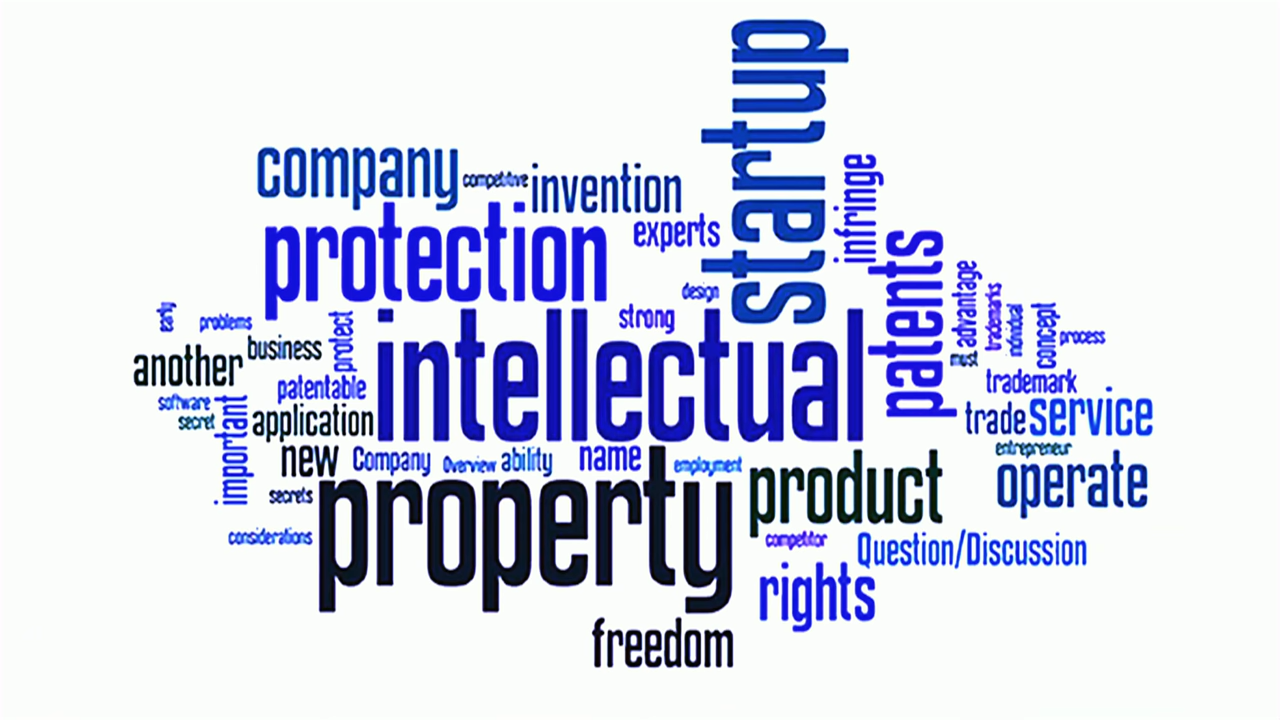 startup
company
competitive
invention
infringe
protection
experts
patents
design
advantage
early
problems
protect
strong
trademarks
individual
concept
process
another
business
intellectual
must
patentable
trademark
software
secret
important
application
trade
service
new
Company
Overview
ability
name
employment
entrepreneur
operate
secrets
property
product
considerations
competitor
Question/Discussion
rights
freedom